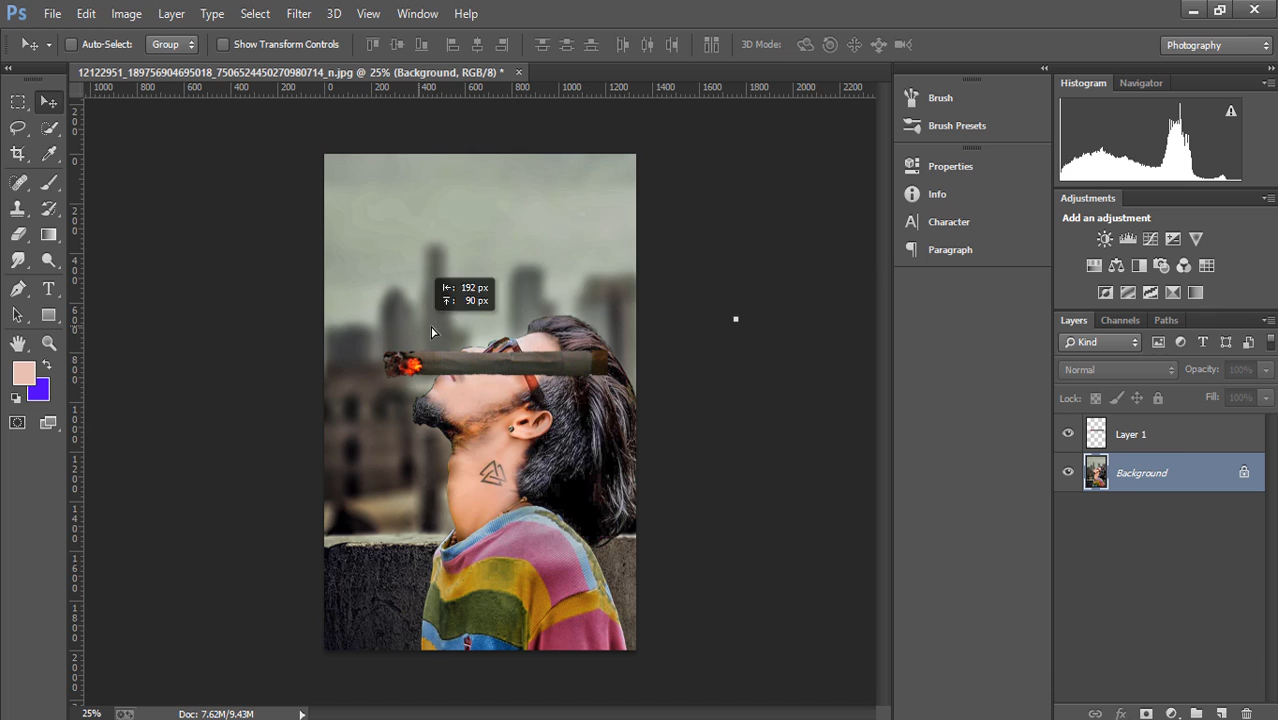 Ps File Edit Image Layer Type Select Filter 3D View Window Help
Auto-Select: Group Show Transform Controls 3D Mode: Photography
12122951_189756904695018_7506524450270980714_n.jpg @ 25% (Background, RGB/8) * ×
1000 800 600 400 200 0 200 400 600 800 1000 1200 1400 1600 1800 2000 2200
Histogram Navigator
Brush
Brush Presets
Properties
Info
Character
Paragraph
Adjustments
Add an adjustment
192 px
90 px
Layers Channels Paths
Kind
Normal Opacity: 100%
Lock: Fill: 100%
Layer 1
Background
25% Doc: 7.62M/9.43M